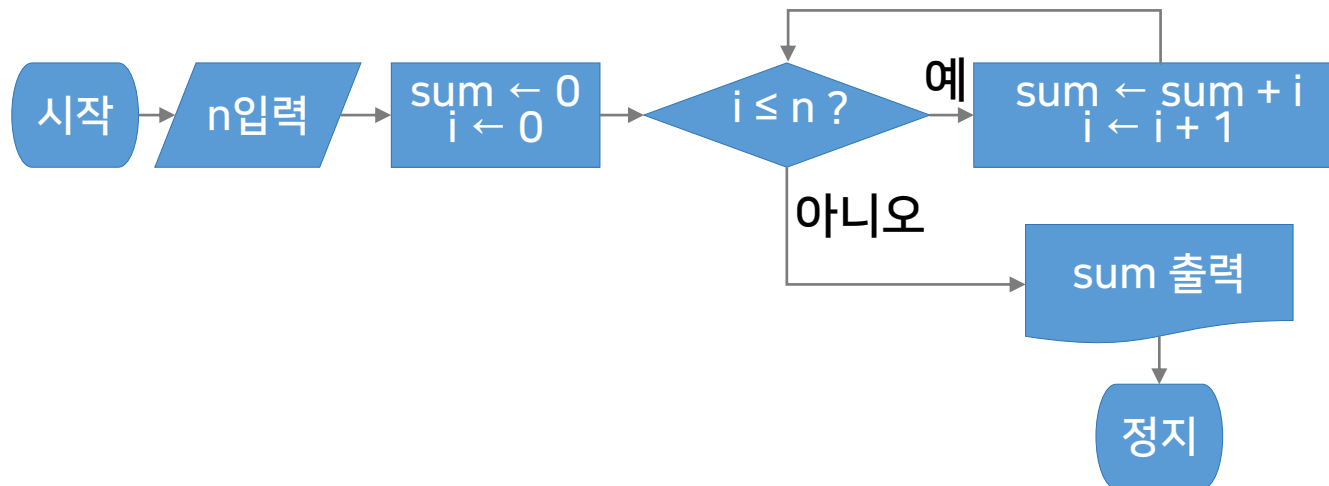 시작
n입력
sum ← 0
i ← 0
i ≤ n ?
예
sum ← sum + i
i ← i + 1
아니오
sum 출력
정지